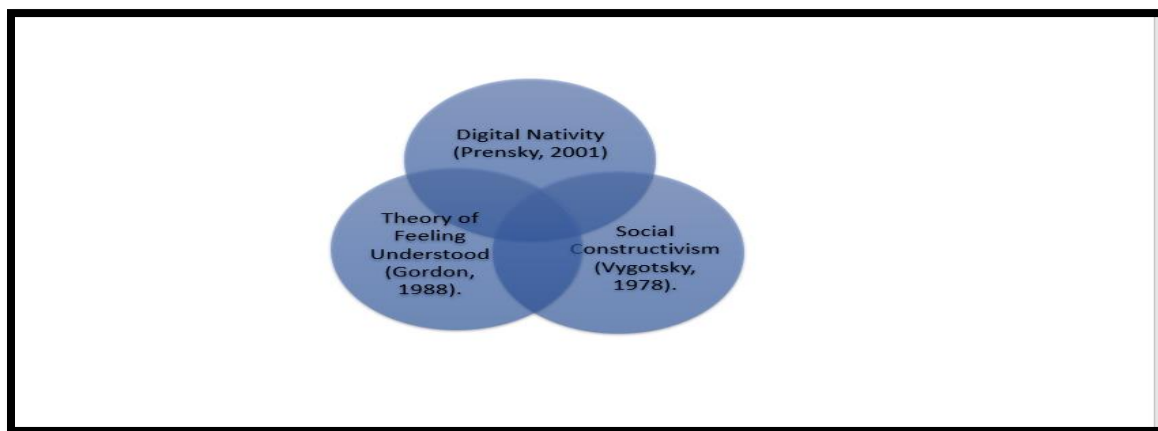 Digital Nativity
(Prensky, 2001)
Theory of
Feeling
Understood
(Gordon,
1988).
Social
Constructivism
(Vygotsky,
1978).